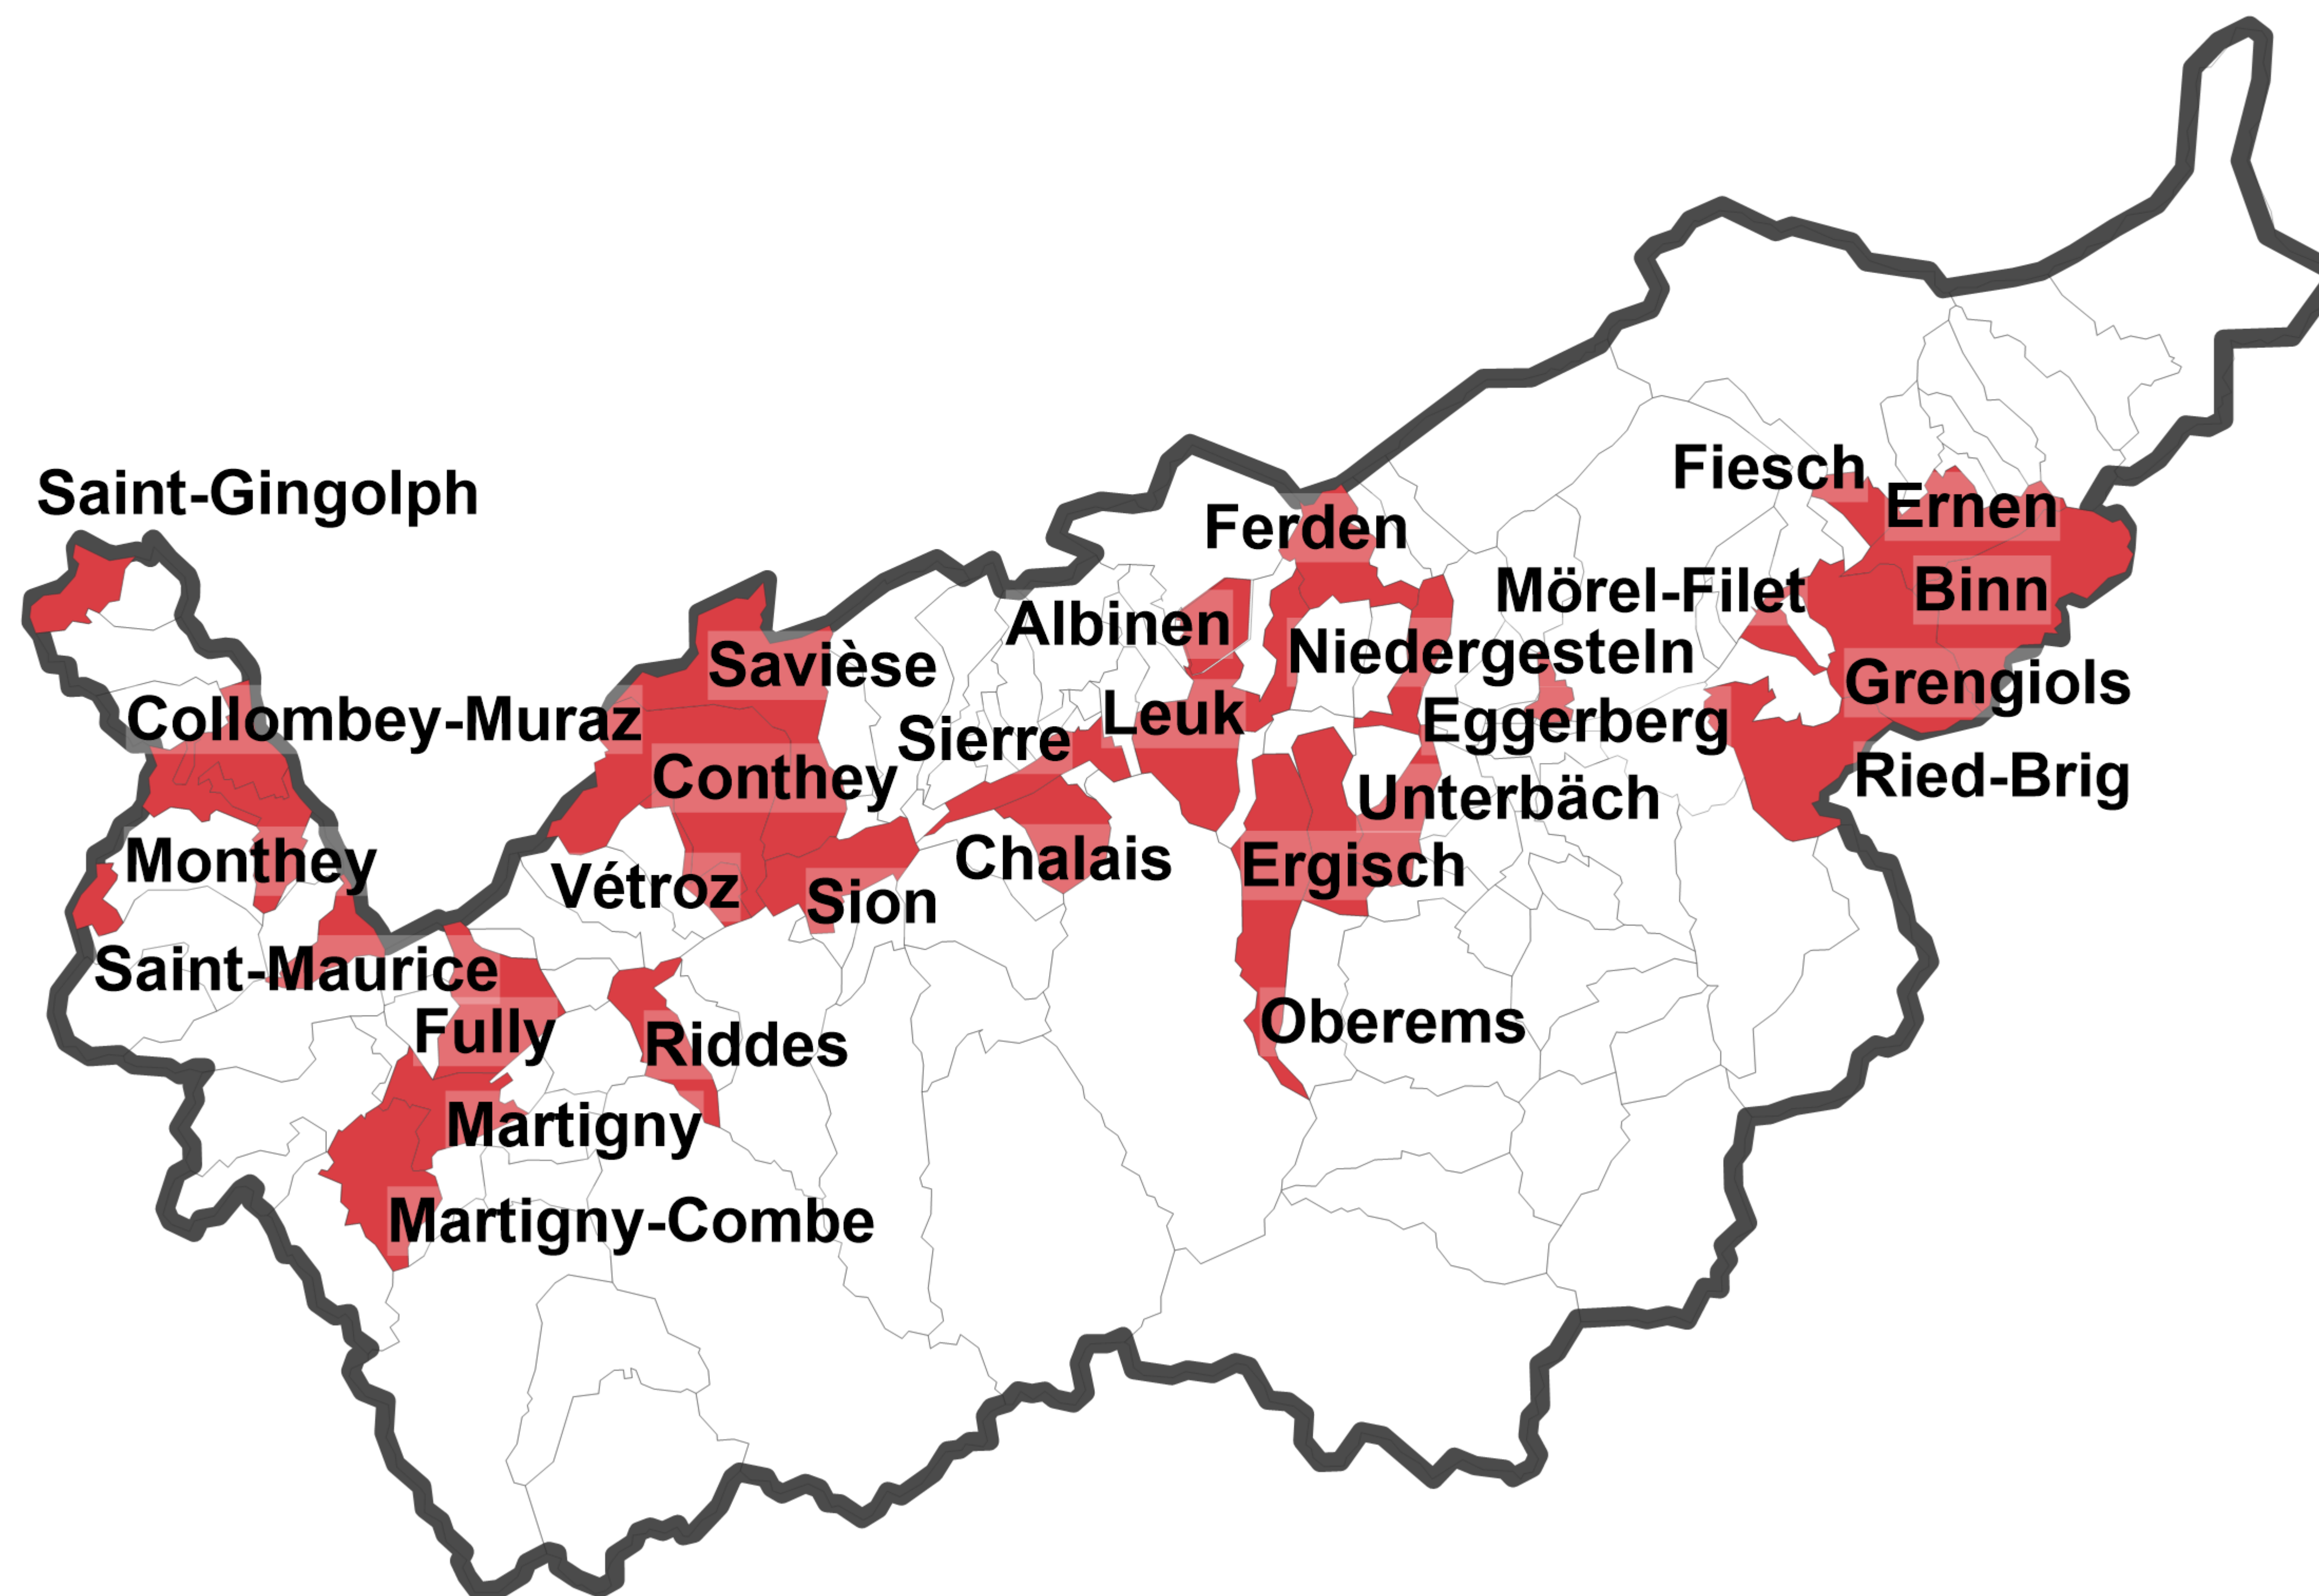 Fiesch
Saint-Gingolph
Ernen
Ferden
Mörel-Filet
Binn
Albinen
Niedergesteln
Savièse
Grengiols
Collombey-Muraz
Leuk
Eggerberg
Sierre
Conthey
Ried-Brig
Unterbäch
Monthey
Chalais
Ergisch
Vétroz
Sion
Saint-Maurice
Oberems
Fully
Riddes
Martigny
Martigny-Combe